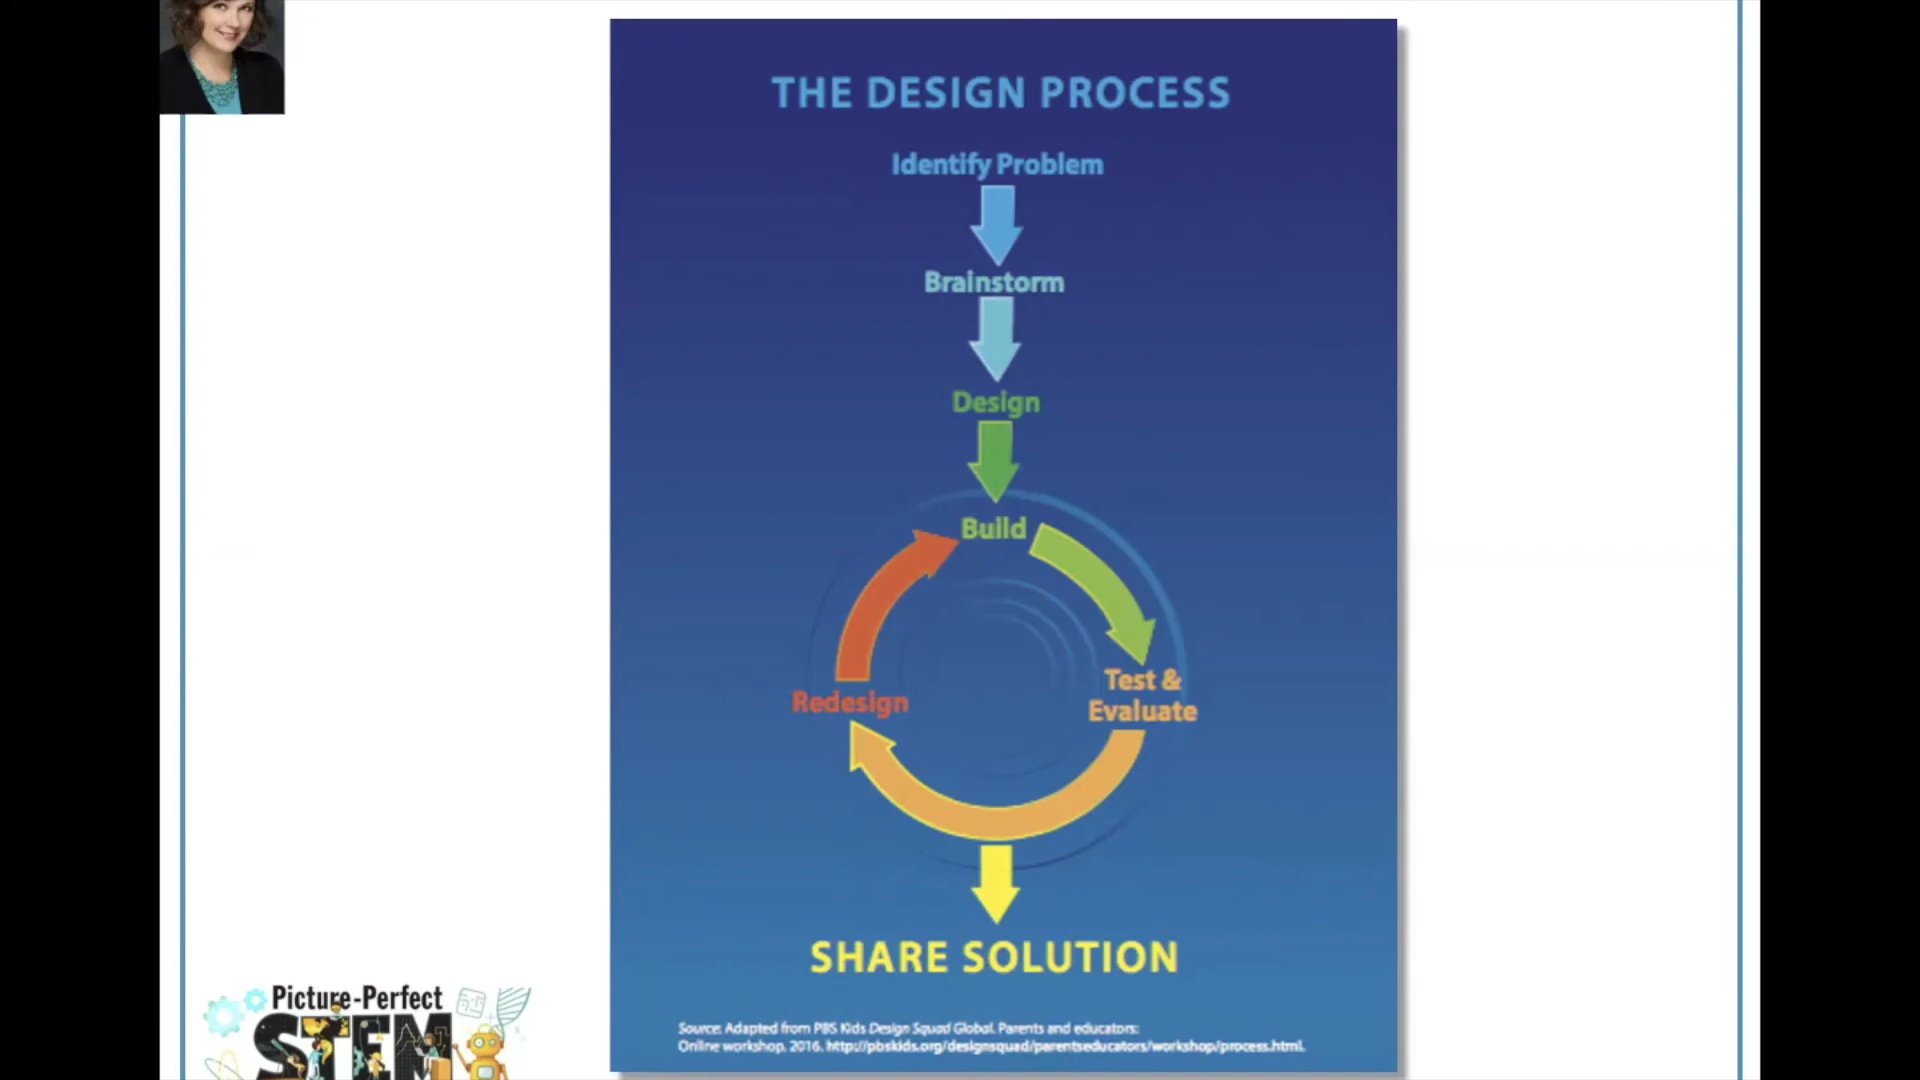 THE DESIGN PROCESS
Identify Problem
Brainstorm
Design
Build
Test &
Evaluate
Redesign
SHARE SOLUTION
Source: Adapted from PBS Kids Design Squad Global. Parents and educators:
Online workshop. 2016. http://pbskids.org/designsquad/parentseducators/workshop/process.html.
Picture-Perfect
STEM